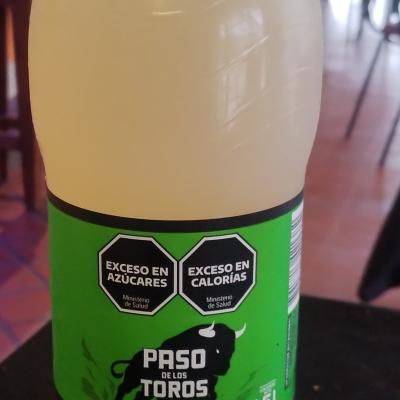 EXCESO EN
AZÚCARES
Ministerio
de Salud
EXCESO EN
CALORÍAS
Ministerio
de Salud
PASO
DE LOS
TOROS